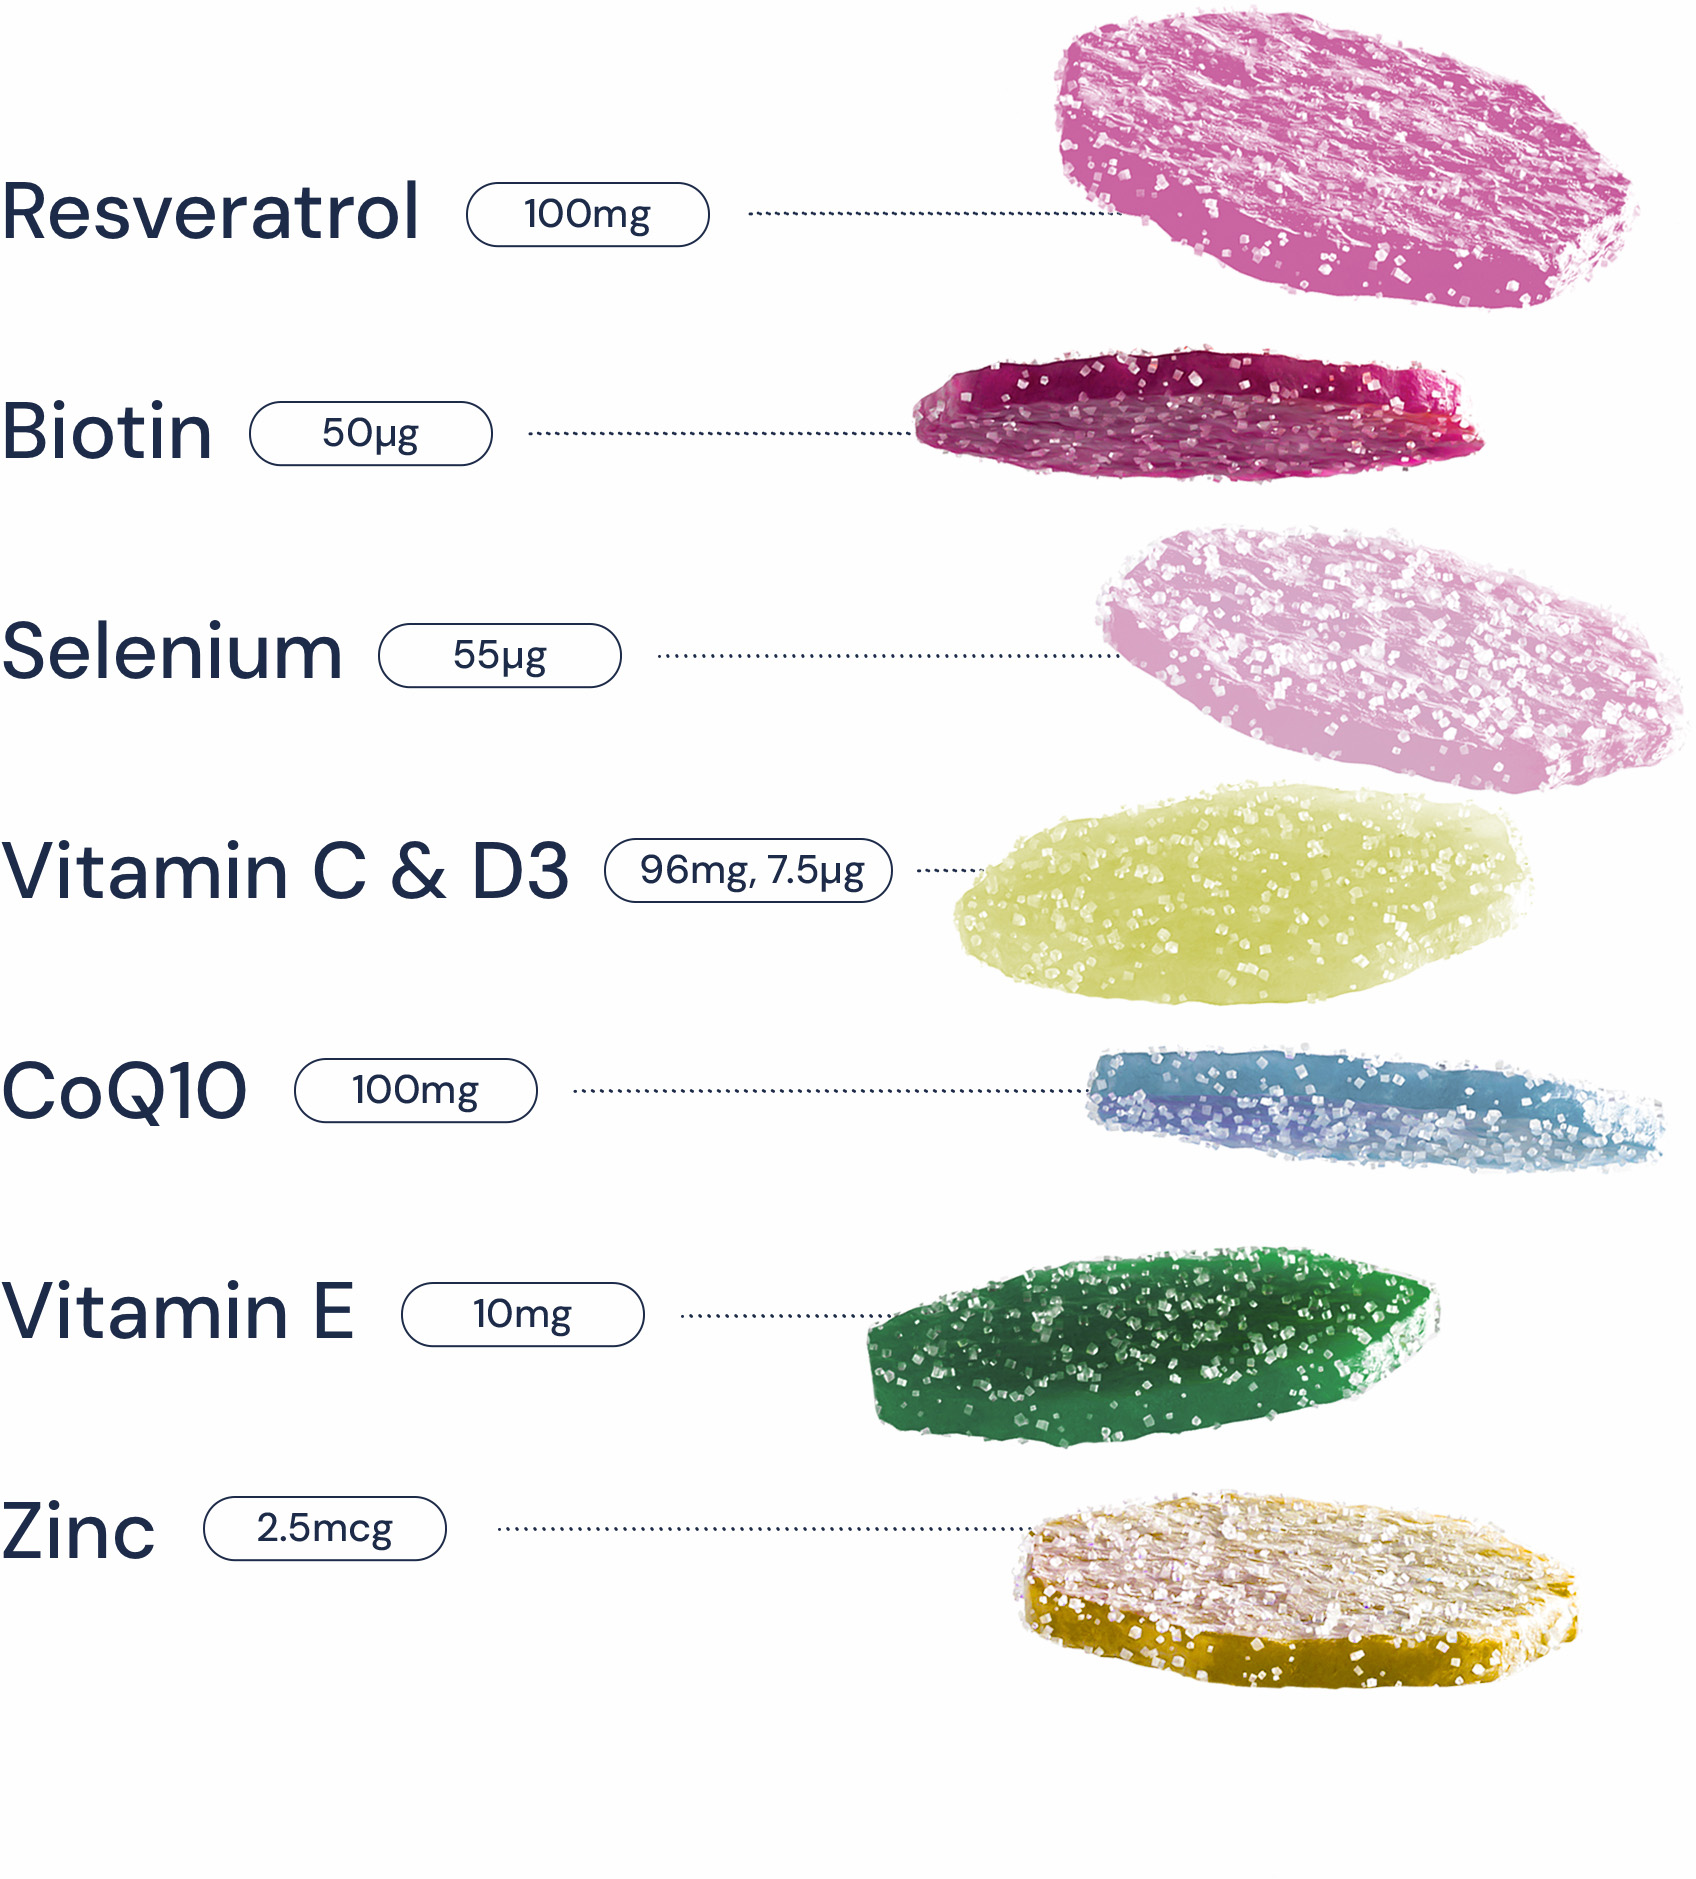 Resveratrol 100mg
Biotin 50µg
Selenium 55µg
Vitamin C & D3 96mg, 7.5µg
CoQ10 100mg
Vitamin E 10mg
Zinc 2.5mcg